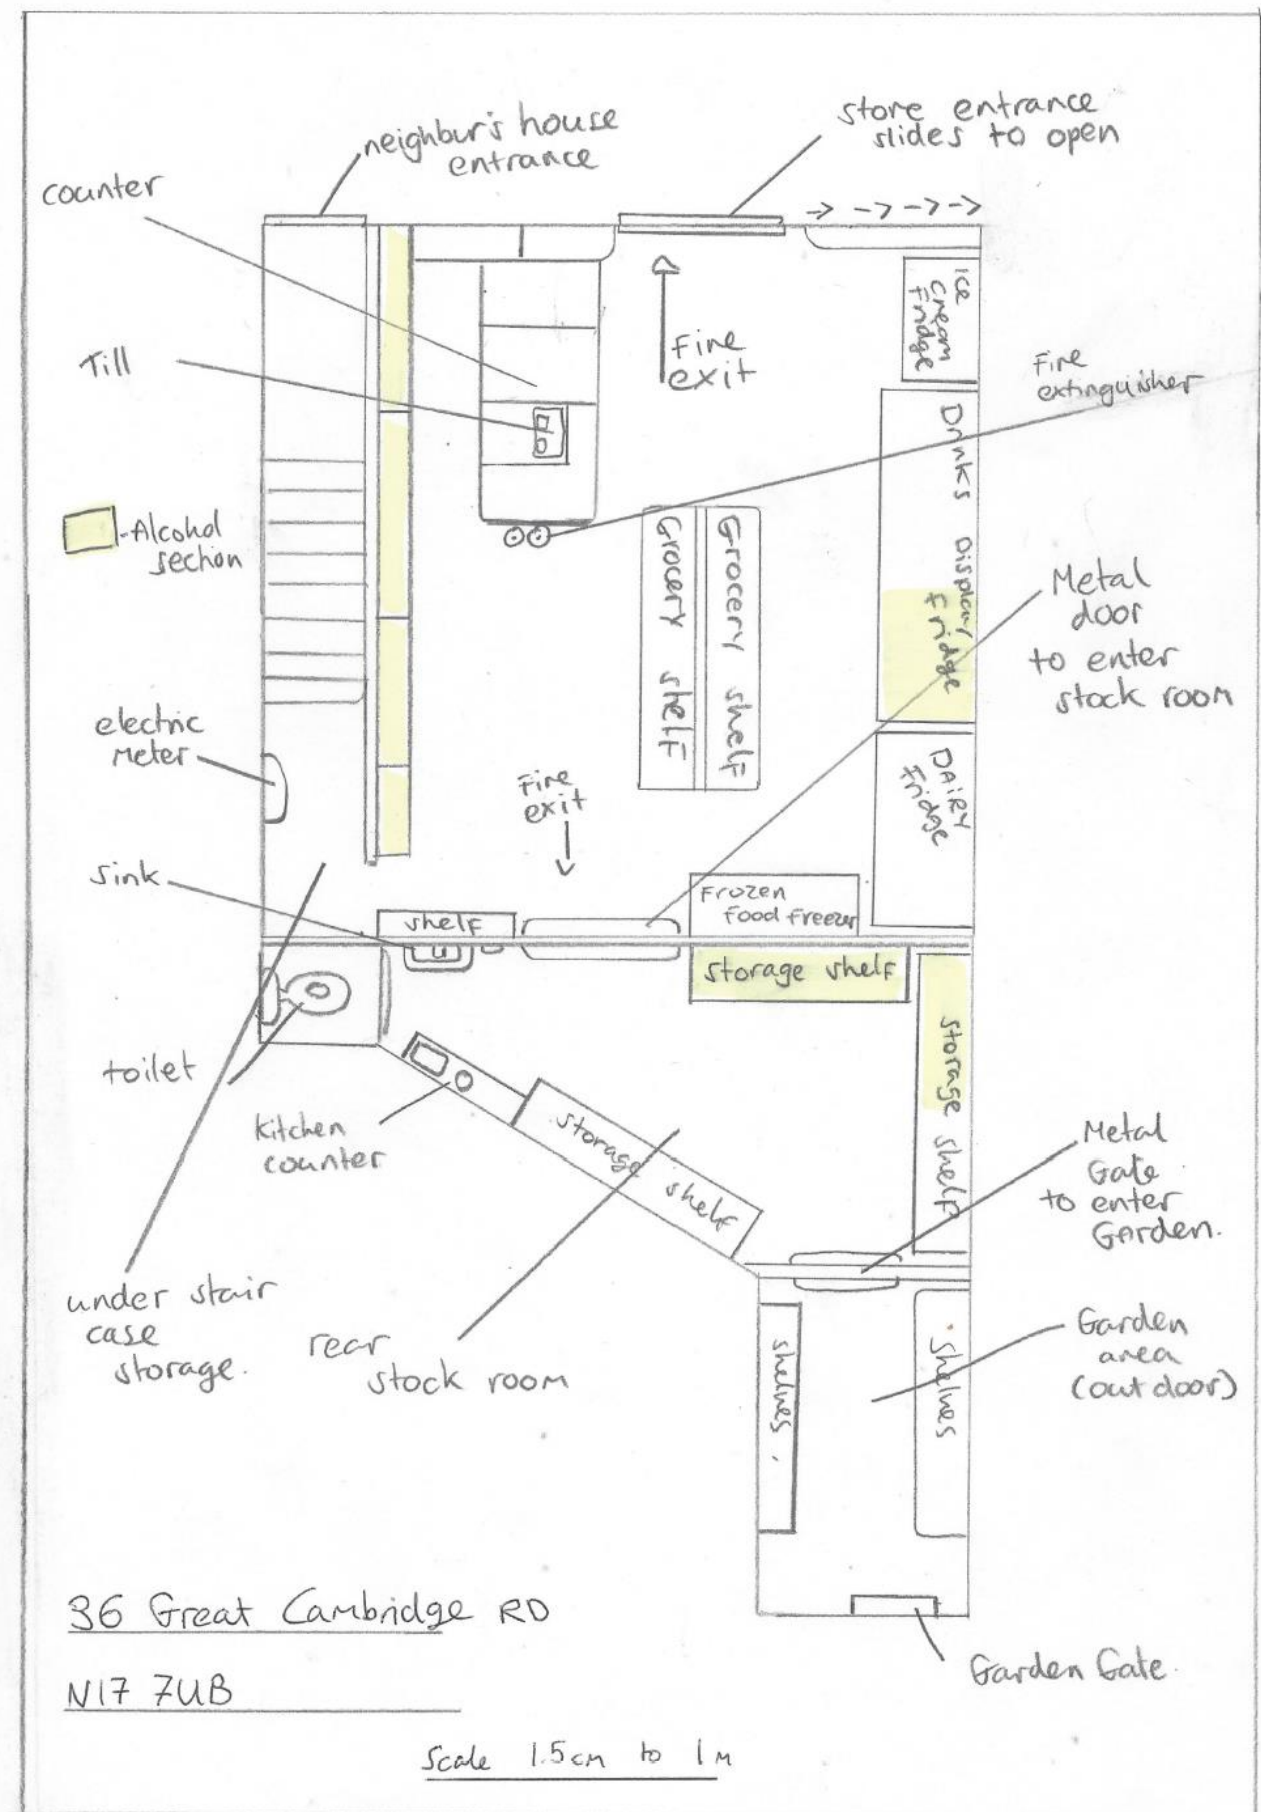 neighbur's house
entrance
store entrance
slides to open
counter
Till
Fire
exit
Ice
Cream
Fridge
Fire
extinguisher
Drinks Display
fridge
-Alcohol
section
Grocery shelf
Grocery shelf
Metal
door
to enter
stock room
electric
Meter
Fire
exit
DAIRY
Fridge
sink
shelf
Frozen
Food Freezer
storage shelf
storage shelf
toilet
kitchen
counter
storage shelf
Metal
Gate
to enter
Garden.
under stair
case
storage.
rear
stock room
shelves
shelves
Garden
area
(out door)
36 Great Cambridge RD
N17 7UB
Garden Gate.
Scale 1.5cm to 1m